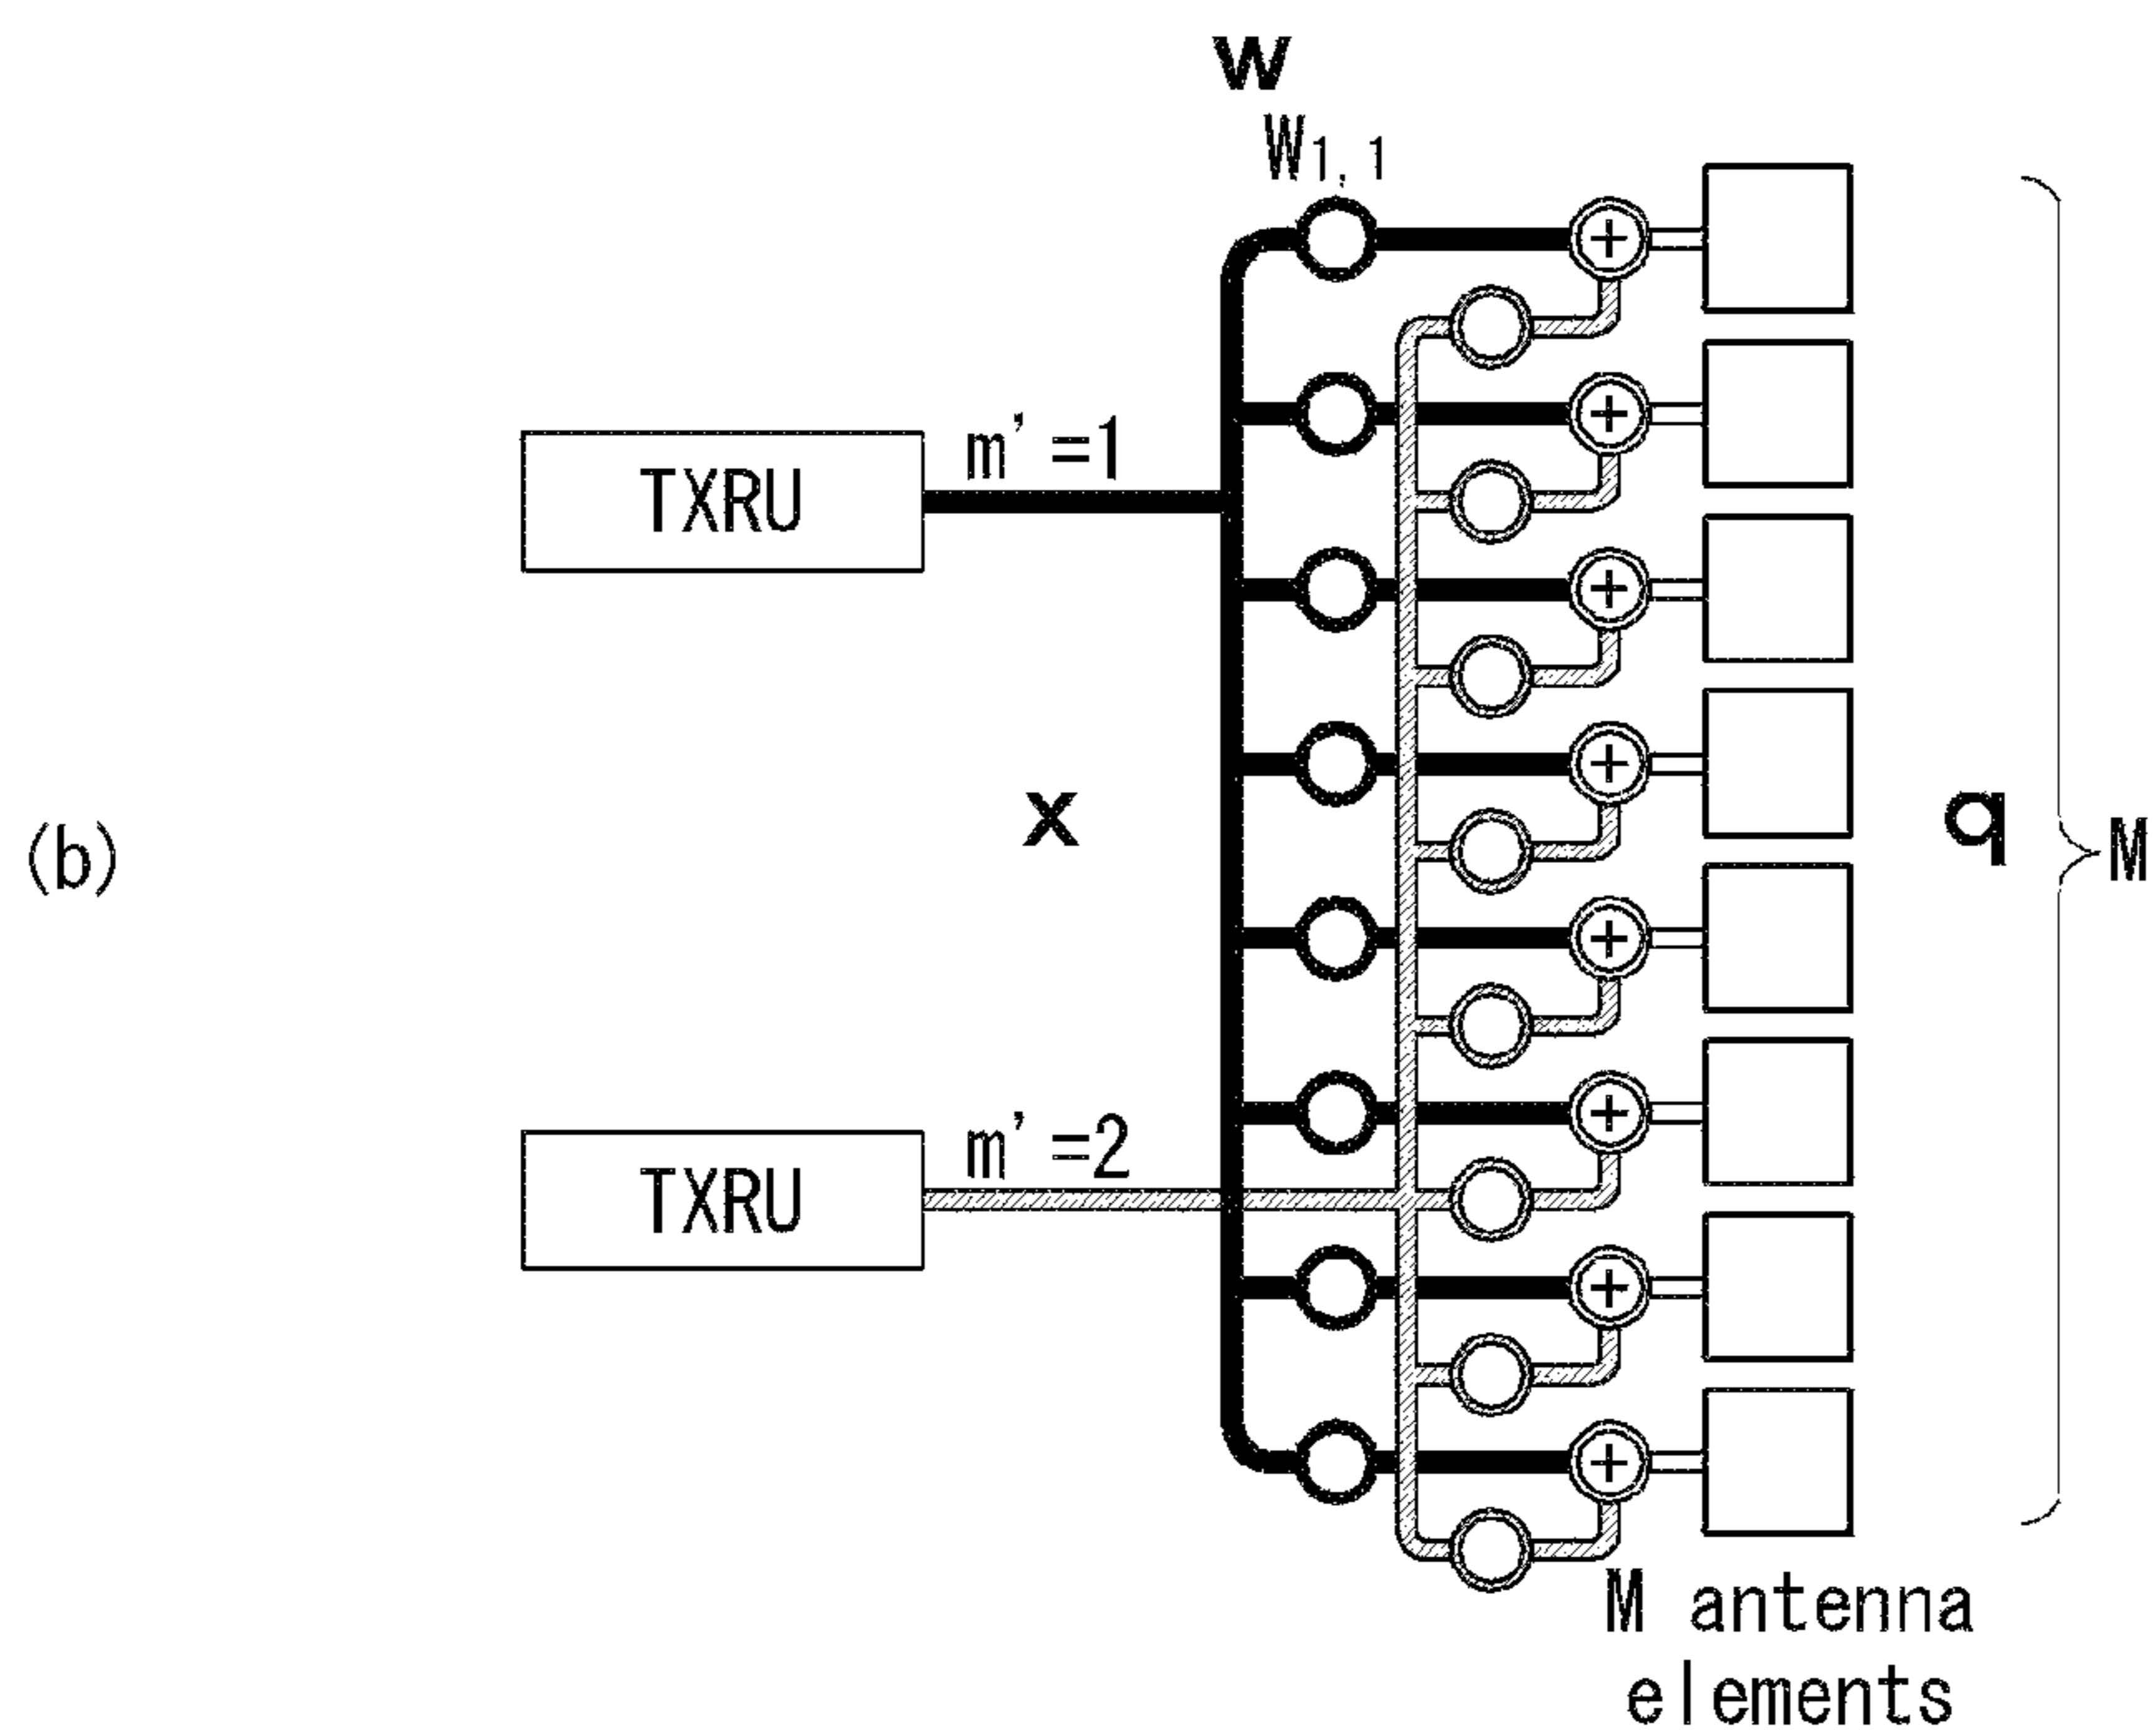 w
W1,1
m'=1
TXRU
x
q
M
(b)
m'=2
TXRU
+
+
+
+
+
+
+
+
M antenna
elements